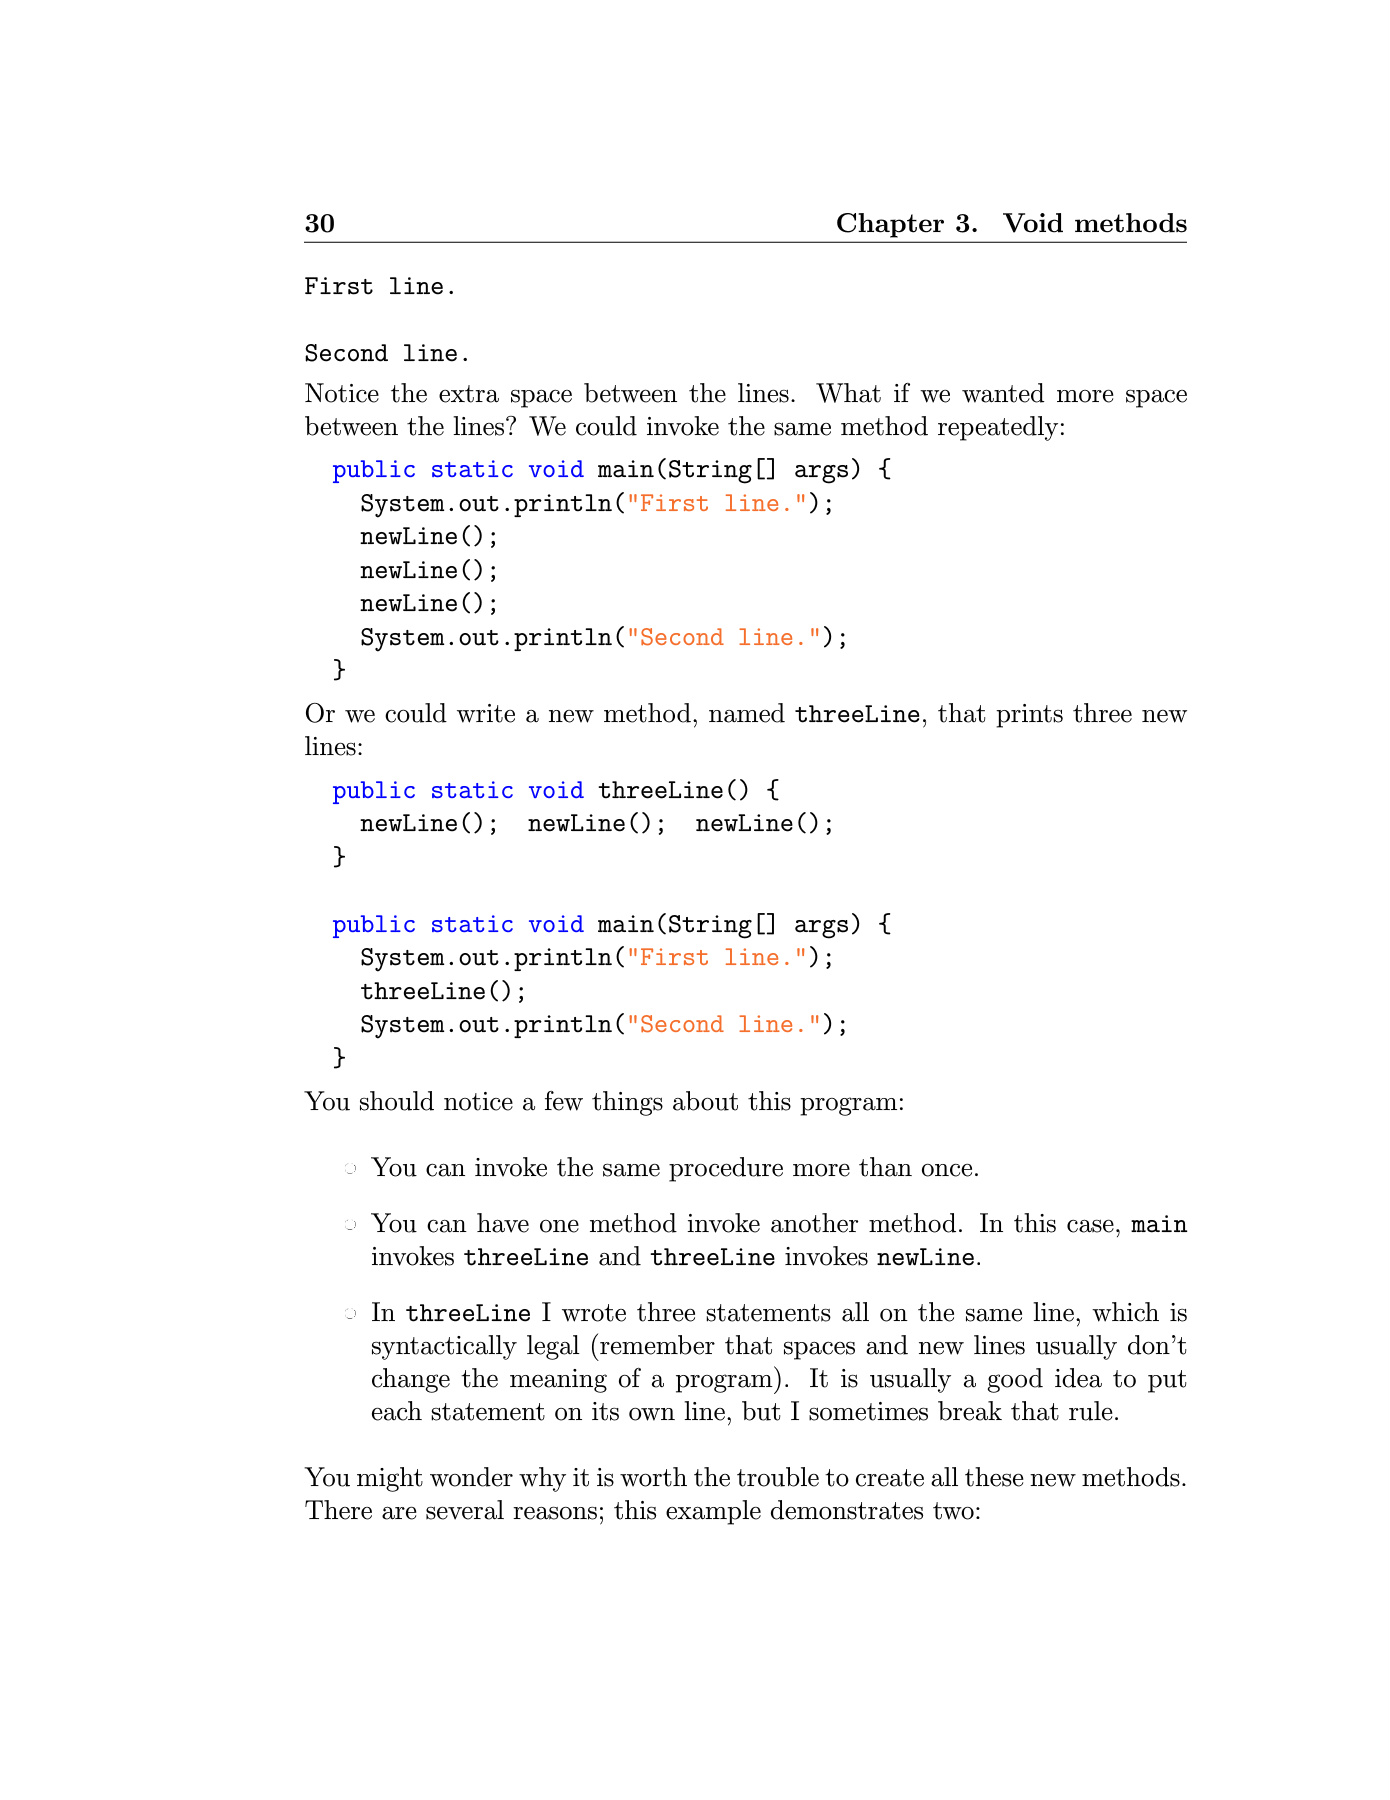 30 Chapter 3. Void methods
First line.

Second line.
Notice the extra space between the lines. What if we wanted more space
between the lines? We could invoke the same method repeatedly:
public static void main(String[] args) {
System.out.println("First line.");
newLine();
newLine();
newLine();
System.out.println("Second line.");
}
Or we could write a new method, named threeLine, that prints three new
lines:
public static void threeLine() {
newLine(); newLine(); newLine();
}

public static void main(String[] args) {
System.out.println("First line.");
threeLine();
System.out.println("Second line.");
}
You should notice a few things about this program:
○ You can invoke the same procedure more than once.
○ You can have one method invoke another method. In this case, main
invokes threeLine and threeLine invokes newLine.
○ In threeLine I wrote three statements all on the same line, which is
syntactically legal (remember that spaces and new lines usually don't
change the meaning of a program). It is usually a good idea to put
each statement on its own line, but I sometimes break that rule.
You might wonder why it is worth the trouble to create all these new methods.
There are several reasons; this example demonstrates two: